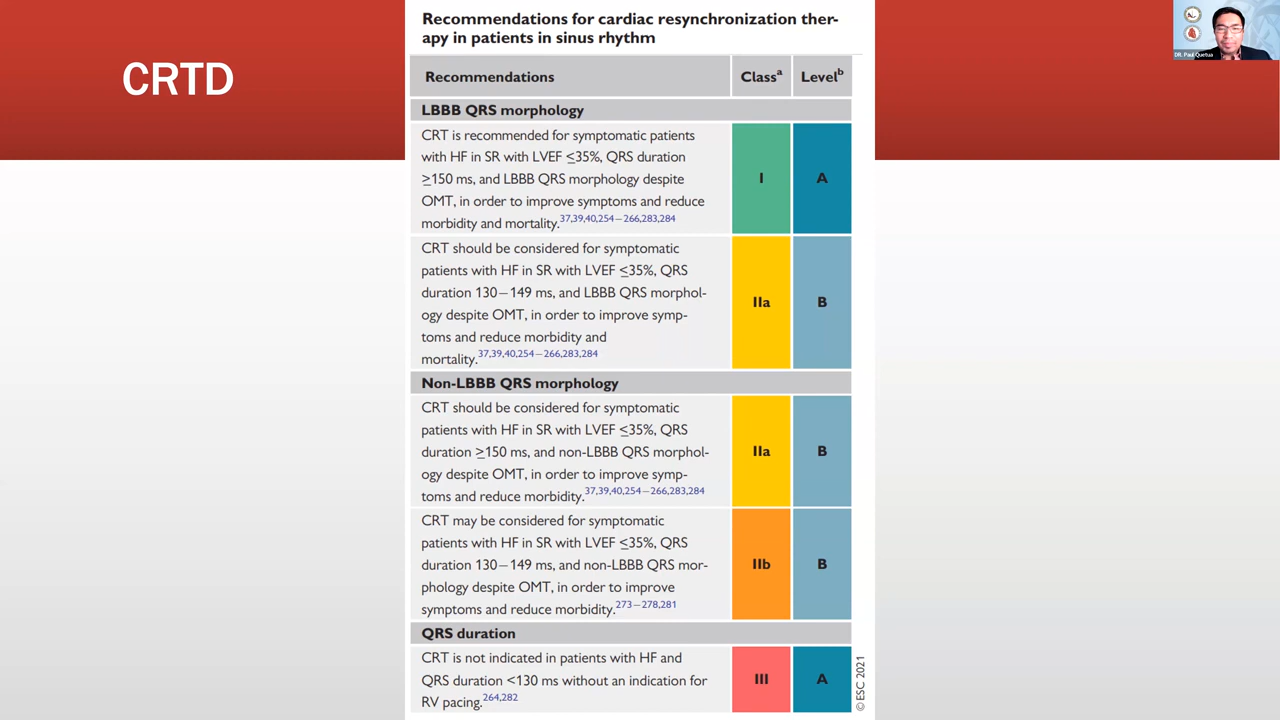 CRTD
Recommendations for cardiac resynchronization ther-
apy in patients in sinus rhythm
Recommendations Classᵃ Levelᵇ
LBBB QRS morphology
CRT is recommended for symptomatic patients
with HF in SR with LVEF ≤35%, QRS duration
≥150 ms, and LBBB QRS morphology despite
OMT, in order to improve symptoms and reduce
morbidity and mortality.37,39,40,254–266,283,284
I A
CRT should be considered for symptomatic
patients with HF in SR with LVEF ≤35%, QRS
duration 130–149 ms, and LBBB QRS morphol-
ogy despite OMT, in order to improve symp-
toms and reduce morbidity and
mortality.37,39,40,254–266,283,284
IIa B
Non-LBBB QRS morphology
CRT should be considered for symptomatic
patients with HF in SR with LVEF ≤35%, QRS
duration ≥150 ms, and non-LBBB QRS morphol-
ogy despite OMT, in order to improve symp-
toms and reduce morbidity.37,39,40,254–266,283,284
IIa B
CRT may be considered for symptomatic
patients with HF in SR with LVEF ≤35%, QRS
duration 130–149 ms, and non-LBBB QRS mor-
phology despite OMT, in order to improve
symptoms and reduce morbidity.273–278,281
IIb B
QRS duration
CRT is not indicated in patients with HF and
QRS duration <130 ms without an indication for
RV pacing.264,282
III A
© ESC 2021
DR. Paul Quetua